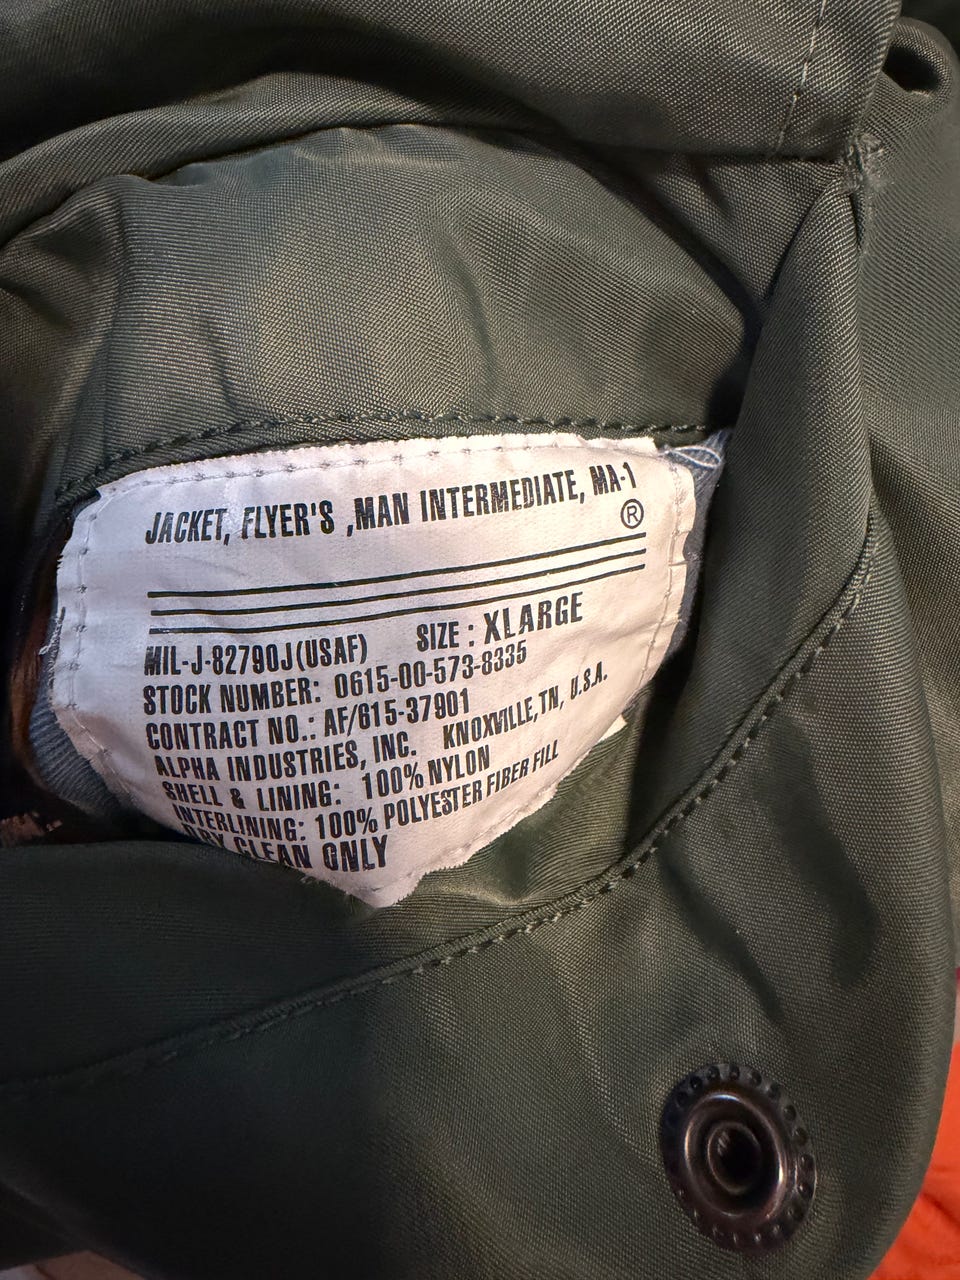 JACKET, FLYER'S ,MAN INTERMEDIATE, MA-1
®
MIL-J-82790J(USAF) SIZE : XLARGE
STOCK NUMBER: 0615-00-573-8335
CONTRACT NO.: AF/615-37901
ALPHA INDUSTRIES, INC. KNOXVILLE, TN, U.S.A.
SHELL & LINING: 100% NYLON
INTERLINING: 100% POLYESTER FIBER FILL
DRY CLEAN ONLY